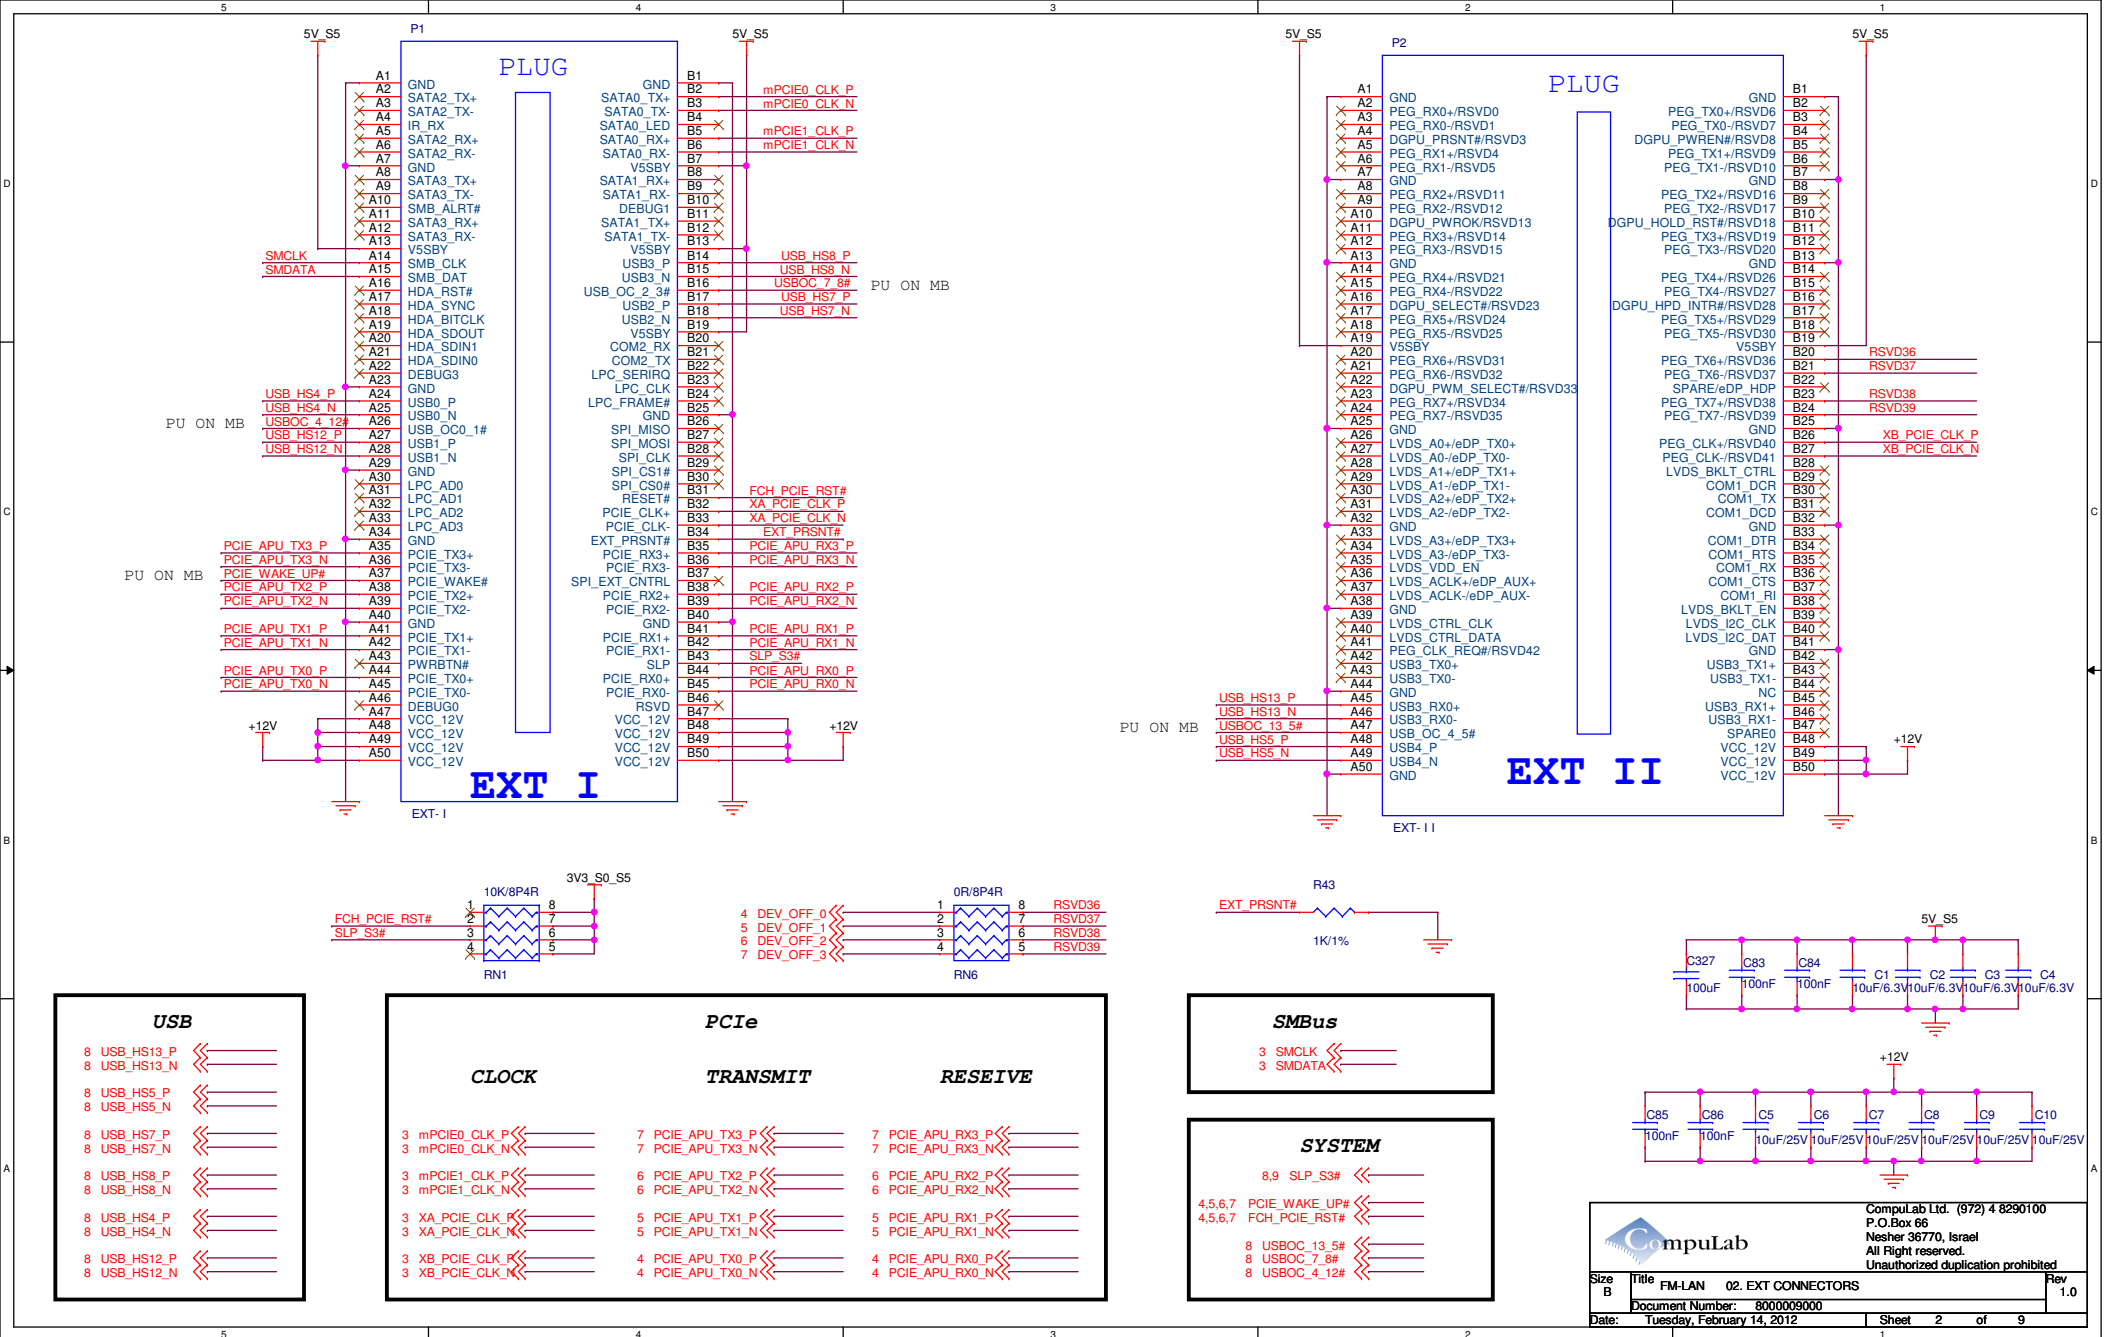 5 4 3 2 1
5V_S5 P1 5V_S5
PLUG
A1 GND
A2 SATA2_TX+
A3 SATA2_TX-
A4 IR_RX
A5 SATA2_RX+
A6 SATA2_RX-
A7 GND
A8 SATA3_TX+
A9 SATA3_TX-
A10 SMB_ALRT#
A11 SATA3_RX+
A12 SATA3_RX-
A13 V5SBY
SMCLK A14 SMB_CLK
SMDATA A15 SMB_DAT
A16 HDA_RST#
A17 HDA_SYNC
A18 HDA_BITCLK
A19 HDA_SDOUT
A20 HDA_SDIN1
A21 HDA_SDIN0
A22 DEBUG3
A23 GND
USB_HS4_P A24 USB0_P
USB_HS4_N A25 USB0_N
PU ON MB USBOC_4_12# A26 USB_OC0_1#
USB_HS12_P A27 USB1_P
USB_HS12_N A28 USB1_N
A29 GND
A30 LPC_AD0
A31 LPC_AD1
A32 LPC_AD2
A33 LPC_AD3
A34 GND
PCIE_APU_TX3_P A35 PCIE_TX3+
PCIE_APU_TX3_N A36 PCIE_TX3-
PU ON MB PCIE_WAKE_UP# A37 PCIE_WAKE#
PCIE_APU_TX2_P A38 PCIE_TX2+
PCIE_APU_TX2_N A39 PCIE_TX2-
A40 GND
PCIE_APU_TX1_P A41 PCIE_TX1+
PCIE_APU_TX1_N A42 PCIE_TX1-
A43 PWRBTN#
PCIE_APU_TX0_P A44 PCIE_TX0+
PCIE_APU_TX0_N A45 PCIE_TX0-
A46 DEBUG0
A47 VCC_12V
+12V A48 VCC_12V
A49 VCC_12V
A50 VCC_12V
GND B1
SATA0_TX+ B2 mPCIE0_CLK_P
SATA0_TX- B3 mPCIE0_CLK_N
SATA0_LED B4
SATA0_RX+ B5 mPCIE1_CLK_P
SATA0_RX- B6 mPCIE1_CLK_N
V5SBY B7
SATA1_RX+ B8
SATA1_RX- B9
DEBUG1 B10
SATA1_TX+ B11
SATA1_TX- B12
V5SBY B13
USB3_P B14 USB_HS8_P
USB3_N B15 USB_HS8_N
USB_OC_2_3# B16 USBOC_7_8# PU ON MB
USB2_P B17 USB_HS7_P
USB2_N B18 USB_HS7_N
V5SBY B19
COM2_RX B20
COM2_TX B21
LPC_SERIRQ B22
LPC_CLK B23
LPC_FRAME# B24
GND B25
SPI_MISO B26
SPI_MOSI B27
SPI_CLK B28
SPI_CS1# B29
SPI_CS0# B30
RESET# B31 FCH_PCIE_RST#
PCIE_CLK+ B32 XA_PCIE_CLK_P
PCIE_CLK- B33 XA_PCIE_CLK_N
EXT_PRSNT# B34 EXT_PRSNT#
PCIE_RX3+ B35 PCIE_APU_RX3_P
PCIE_RX3- B36 PCIE_APU_RX3_N
SPI_EXT_CNTRL B37
PCIE_RX2+ B38 PCIE_APU_RX2_P
PCIE_RX2- B39 PCIE_APU_RX2_N
GND B40
PCIE_RX1+ B41 PCIE_APU_RX1_P
PCIE_RX1- B42 PCIE_APU_RX1_N
SLP B43 SLP_S3#
PCIE_RX0+ B44 PCIE_APU_RX0_P
PCIE_RX0- B45 PCIE_APU_RX0_N
RSVD B46
VCC_12V B47
VCC_12V B48 +12V
VCC_12V B49
VCC_12V B50
EXT I
EXT-I
5V_S5 P2 5V_S5
PLUG
A1 GND
A2 PEG_RX0+/RSVD0
A3 PEG_RX0-/RSVD1
A4 DGPU_PRSNT#/RSVD3
A5 PEG_RX1+/RSVD4
A6 PEG_RX1-/RSVD5
A7 GND
A8 PEG_RX2+/RSVD11
A9 PEG_RX2-/RSVD12
A10 DGPU_PWROK/RSVD13
A11 PEG_RX3+/RSVD14
A12 PEG_RX3-/RSVD15
A13 GND
A14 PEG_RX4+/RSVD21
A15 PEG_RX4-/RSVD22
A16 DGPU_SELECT#/RSVD23
A17 PEG_RX5+/RSVD24
A18 PEG_RX5-/RSVD25
A19 V5SBY
A20 PEG_RX6+/RSVD31
A21 PEG_RX6-/RSVD32
A22 DGPU_PWM_SELECT#/RSVD33
A23 PEG_RX7+/RSVD34
A24 PEG_RX7-/RSVD35
A25 GND
A26 LVDS_A0+/eDP_TX0+
A27 LVDS_A0-/eDP_TX0-
A28 LVDS_A1+/eDP_TX1+
A29 LVDS_A1-/eDP_TX1-
A30 LVDS_A2+/eDP_TX2+
A31 LVDS_A2-/eDP_TX2-
A32 GND
A33 LVDS_A3+/eDP_TX3+
A34 LVDS_A3-/eDP_TX3-
A35 LVDS_VDD_EN
A36 LVDS_ACLK+/eDP_AUX+
A37 LVDS_ACLK-/eDP_AUX-
A38 GND
A39 LVDS_CTRL_CLK
A40 LVDS_CTRL_DATA
A41 PEG_CLK_REQ#/RSVD42
A42 USB3_TX0+
A43 USB3_TX0-
A44 GND
USB_HS13_P A45 USB3_RX0+
USB_HS13_N A46 USB3_RX0-
PU ON MB USBOC_13_5# A47 USB_OC_4_5#
USB_HS5_P A48 USB4_P
USB_HS5_N A49 USB4_N
A50 GND
GND B1
PEG_TX0+/RSVD6 B2
PEG_TX0-/RSVD7 B3
DGPU_PWREN#/RSVD8 B4
PEG_TX1+/RSVD9 B5
PEG_TX1-/RSVD10 B6
GND B7
PEG_TX2+/RSVD16 B8
PEG_TX2-/RSVD17 B9
DGPU_HOLD_RST#/RSVD18 B10
PEG_TX3+/RSVD19 B11
PEG_TX3-/RSVD20 B12
GND B13
PEG_TX4+/RSVD26 B14
PEG_TX4-/RSVD27 B15
DGPU_HPD_INTR#/RSVD28 B16
PEG_TX5+/RSVD29 B17
PEG_TX5-/RSVD30 B18
V5SBY B19
PEG_TX6+/RSVD36 B20 RSVD36
PEG_TX6-/RSVD37 B21 RSVD37
SPARE/eDP_HDP B22
PEG_TX7+/RSVD38 B23 RSVD38
PEG_TX7-/RSVD39 B24 RSVD39
GND B25
PEG_CLK+/RSVD40 B26 XB_PCIE_CLK_P
PEG_CLK-/RSVD41 B27 XB_PCIE_CLK_N
LVDS_BKLT_CTRL B28
COM1_DCR B29
COM1_TX B30
COM1_DCD B31
GND B32
COM1_DTR B33
COM1_RTS B34
COM1_RX B35
COM1_CTS B36
COM1_RI B37
LVDS_BKLT_EN B38
LVDS_I2C_CLK B39
LVDS_I2C_DAT B40
GND B41
USB3_TX1+ B42
USB3_TX1- B43
NC B44
USB3_RX1+ B45
USB3_RX1- B46
SPARE0 B47
VCC_12V B48 +12V
VCC_12V B49
VCC_12V B50
EXT II
EXT-II
D D
C C
B B
A A
10K/8P4R 3V3_S0_S5
1 8
FCH_PCIE_RST# 2 7
SLP_S3# 3 6
4 5
RN1
0R/8P4R
4 DEV_OFF_0 1 8 RSVD36
5 DEV_OFF_1 2 7 RSVD37
6 DEV_OFF_2 3 6 RSVD38
7 DEV_OFF_3 4 5 RSVD39
RN6
R43
EXT_PRSNT#
1K/1%
5V_S5
C327 C83 C84 C1 C2 C3 C4
100uF 100nF 100nF 10uF/6.3V 10uF/6.3V 10uF/6.3V 10uF/6.3V
+12V
C85 C86 C5 C6 C7 C8 C9 C10
100nF 100nF 10uF/25V 10uF/25V 10uF/25V 10uF/25V 10uF/25V 10uF/25V
USB
8 USB_HS13_P
8 USB_HS13_N
8 USB_HS5_P
8 USB_HS5_N
8 USB_HS7_P
8 USB_HS7_N
8 USB_HS8_P
8 USB_HS8_N
8 USB_HS4_P
8 USB_HS4_N
8 USB_HS12_P
8 USB_HS12_N
PCIe
CLOCK TRANSMIT RESEIVE
3 mPCIE0_CLK_P 7 PCIE_APU_TX3_P 7 PCIE_APU_RX3_P
3 mPCIE0_CLK_N 7 PCIE_APU_TX3_N 7 PCIE_APU_RX3_N
3 mPCIE1_CLK_P 6 PCIE_APU_TX2_P 6 PCIE_APU_RX2_P
3 mPCIE1_CLK_N 6 PCIE_APU_TX2_N 6 PCIE_APU_RX2_N
3 XA_PCIE_CLK_P 5 PCIE_APU_TX1_P 5 PCIE_APU_RX1_P
3 XA_PCIE_CLK_N 5 PCIE_APU_TX1_N 5 PCIE_APU_RX1_N
3 XB_PCIE_CLK_P 4 PCIE_APU_TX0_P 4 PCIE_APU_RX0_P
3 XB_PCIE_CLK_N 4 PCIE_APU_TX0_N 4 PCIE_APU_RX0_N
SMBus
3 SMCLK
3 SMDATA
SYSTEM
8,9 SLP_S3#
4,5,6,7 PCIE_WAKE_UP#
4,5,6,7 FCH_PCIE_RST#
8 USBOC_13_5#
8 USBOC_7_8#
8 USBOC_4_12#
CompuLab
CompuLab Ltd. (972) 4 8290100
P.O.Box 66
Nesher 36770, Israel
All Right reserved.
Unauthorized duplication prohibited
Size B Title FM-LAN 02. EXT CONNECTORS Rev 1.0
Document Number: 8000009000
Date: Tuesday, February 14, 2012 Sheet 2 of 9
5 4 3 2 1